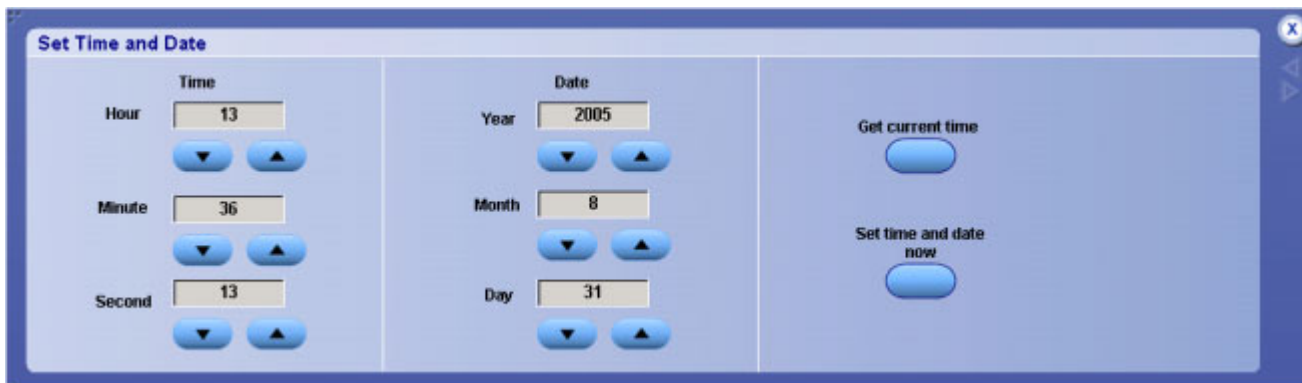 Set Time and Date
Time
Hour
13
Minute
36
Second
13
Date
Year
2005
Month
8
Day
31
Get current time
Set time and date
now
X